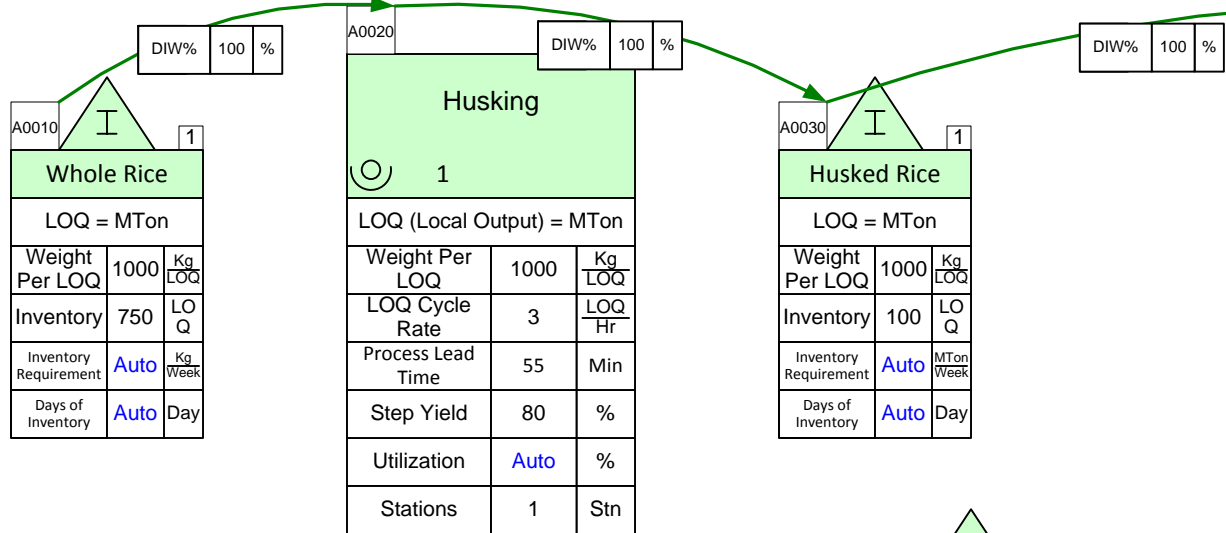 DIW% 100 %
A0010
I
1
Whole Rice
LOQ = MTon
Weight
Per LOQ 1000 Kg
LOQ
Inventory 750 LO
Q
Inventory
Requirement Auto Kg
Week
Days of
Inventory Auto Day
A0020
DIW% 100 %
Husking
1
LOQ (Local Output) = MTon
Weight Per
LOQ 1000 Kg
LOQ
LOQ Cycle
Rate 3 LOQ
Hr
Process Lead
Time 55 Min
Step Yield 80 %
Utilization Auto %
Stations 1 Stn
DIW% 100 %
A0030
I
1
Husked Rice
LOQ = MTon
Weight
Per LOQ 1000 Kg
LOQ
Inventory 100 LO
Q
Inventory
Requirement Auto MTon
Week
Days of
Inventory Auto Day